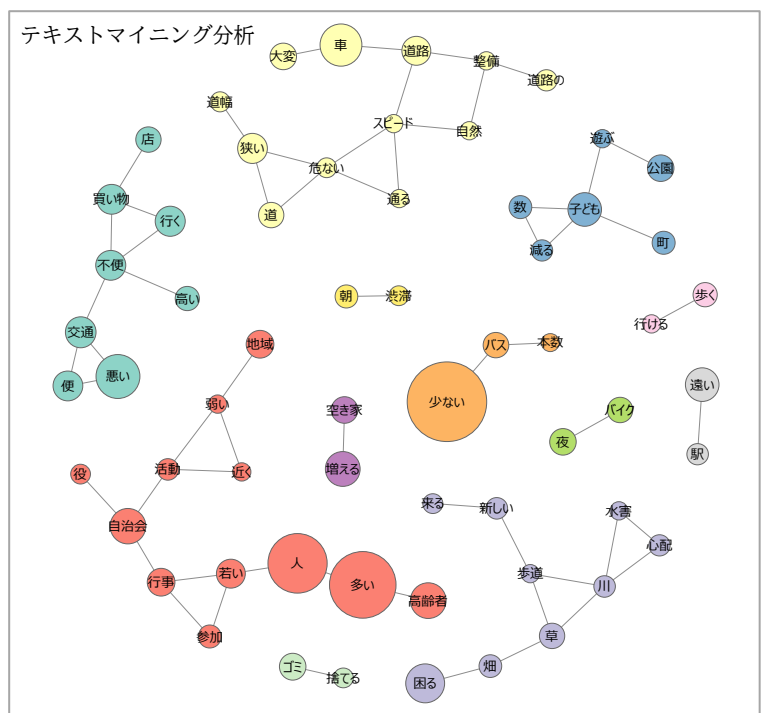 テキストマイニング分析
車
大変
道路
整備
道路の
道幅
スピード
自然
狭い
危ない
通る
道
遊ぶ
公園
数
子ども
減る
町
店
買い物
行く
不便
高い
交通
便
悪い
朝
渋滞
歩く
行ける
地域
弱い
活動
近く
役
自治会
行事
若い
人
多い
高齢者
参加
バス
本数
少ない
空き家
増える
バイク
夜
遠い
駅
来る
新しい
水害
心配
歩道
川
草
畑
困る
ゴミ
捨てる